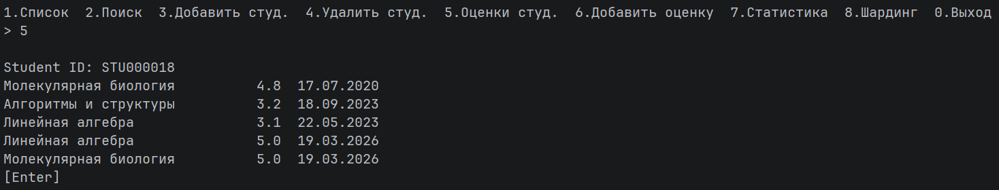 1.Список  2.Поиск  3.Добавить студ.  4.Удалить студ.  5.Оценки студ.  6.Добавить оценку  7.Статистика  8.Шардинг  0.Выход
> 5
Student ID: STU000018
Молекулярная биология          4.8  17.07.2020
Алгоритмы и структуры          3.2  18.09.2023
Линейная алгебра               3.1  22.05.2023
Линейная алгебра               5.0  19.03.2026
Молекулярная биология          5.0  19.03.2026
[Enter]